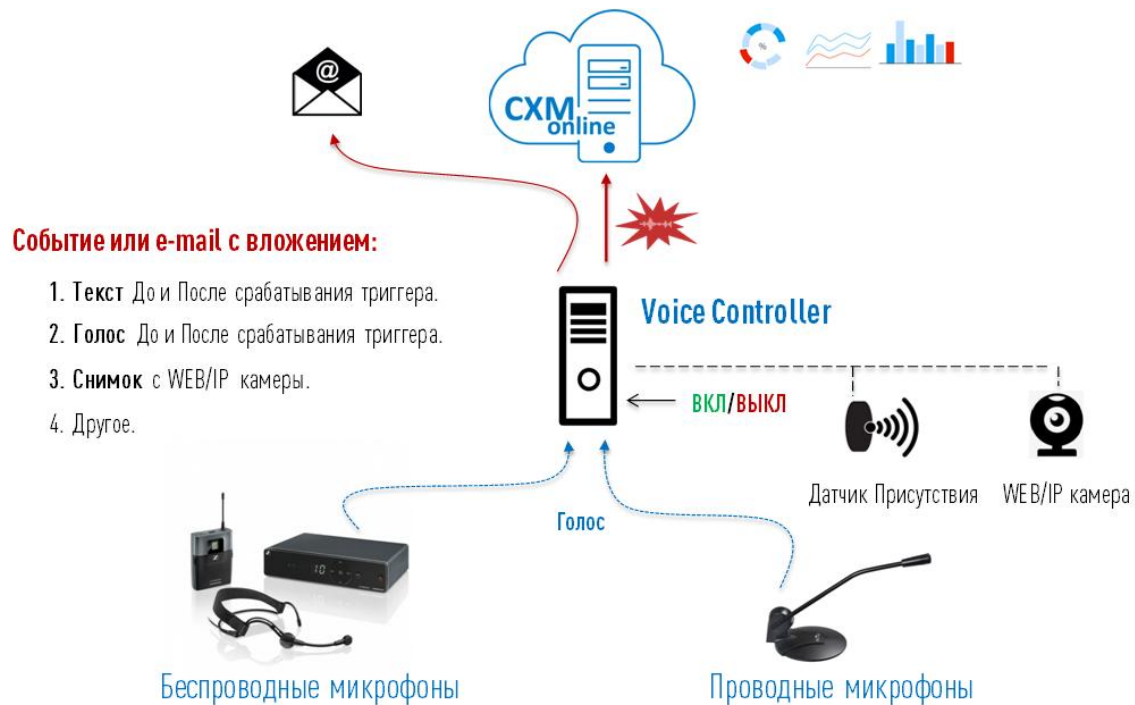 @
%
CXM
online
Событие или e-mail с вложением:
1. Текст До и После срабатывания триггера.
2. Голос До и После срабатывания триггера.
3. Снимок с WEB/IP камеры.
4. Другое.
Voice Controller
ВКЛ/ВЫКЛ
Датчик Присутствия
WEB/IP камера
Голос
10
Беспроводные микрофоны
Проводные микрофоны